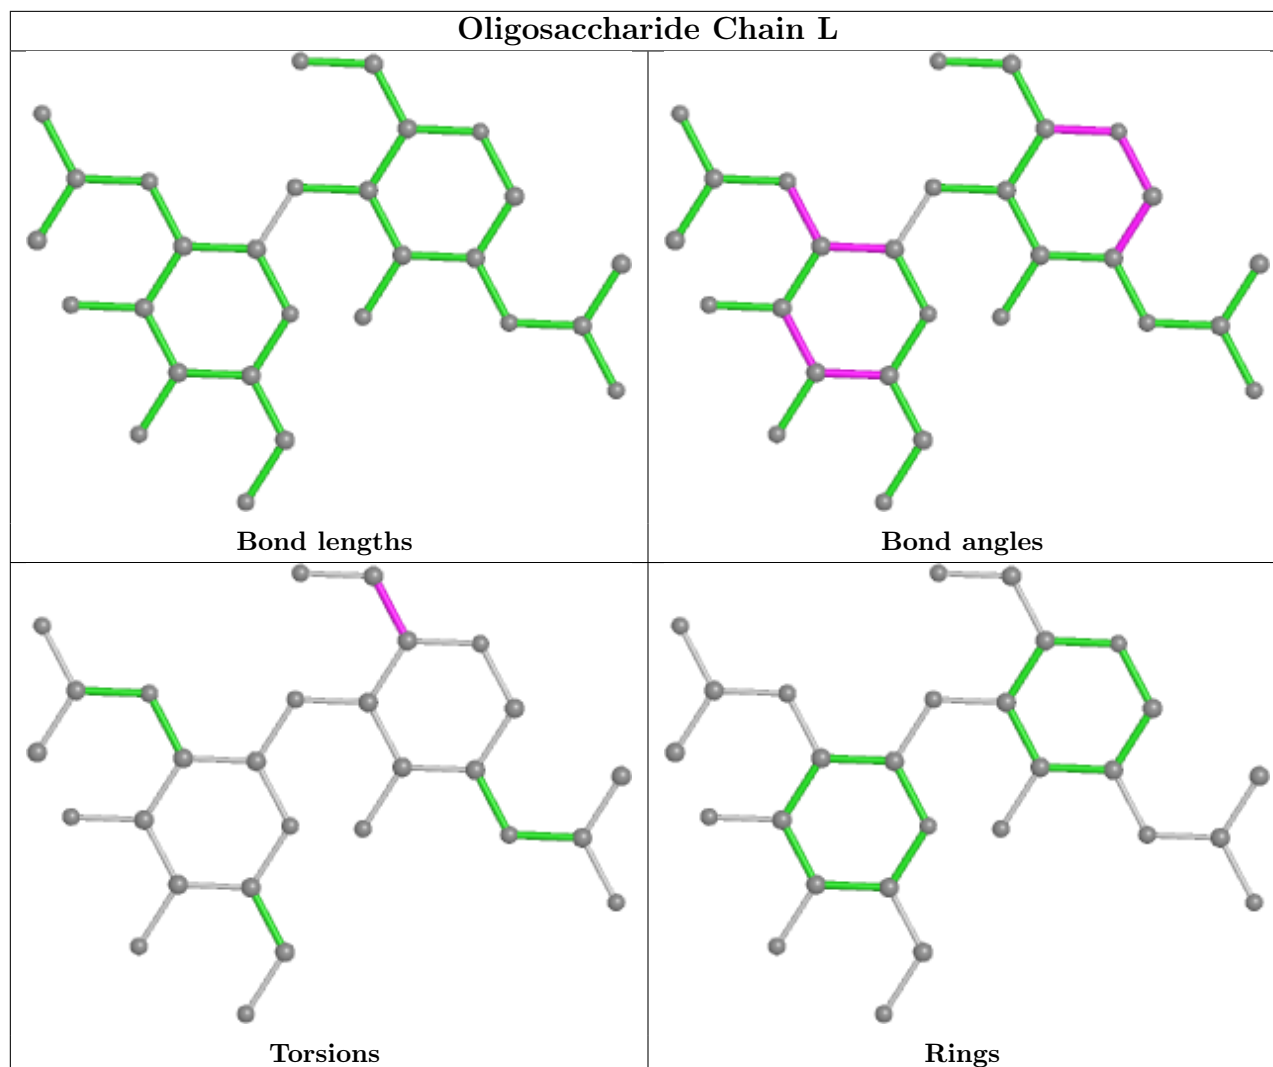 Oligosaccharide Chain L
Bond lengths
Bond angles
Torsions
Rings